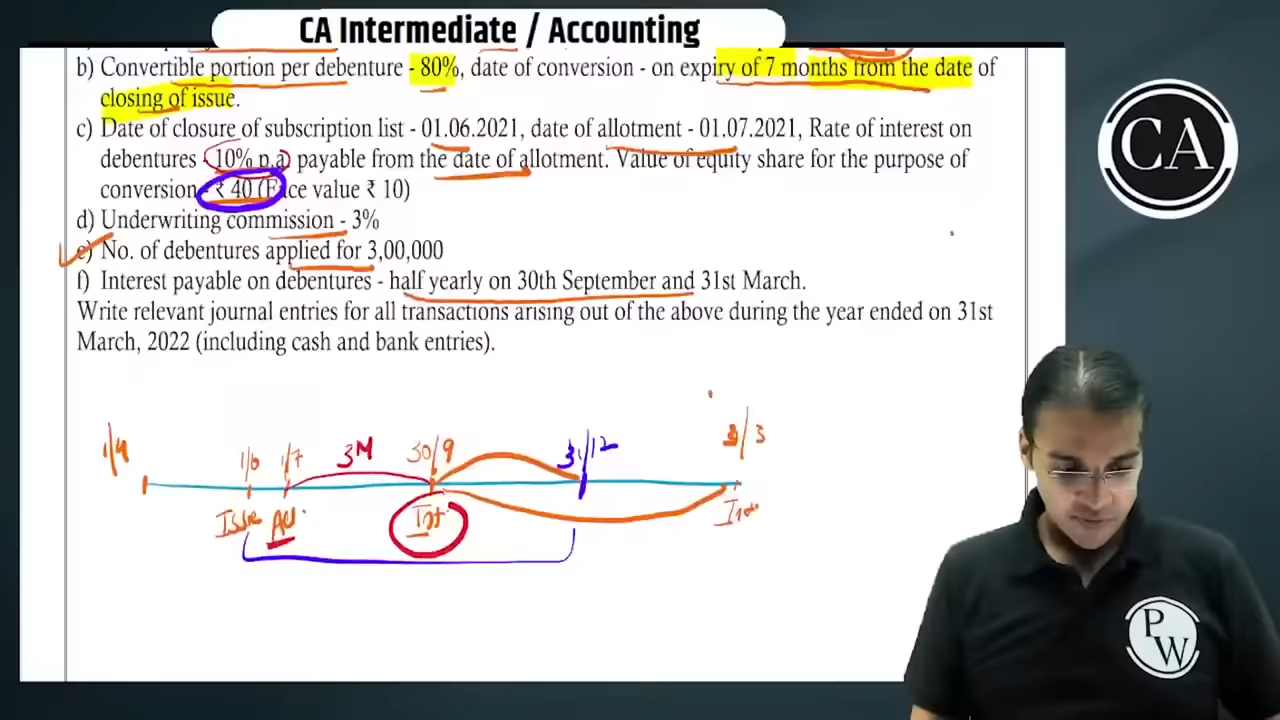 CA Intermediate / Accounting
b) Convertible portion per debenture - 80%, date of conversion - on expiry of 7 months from the date of
closing of issue.
c) Date of closure of subscription list - 01.06.2021, date of allotment - 01.07.2021, Rate of interest on
debentures - 10% p.a payable from the date of allotment. Value of equity share for the purpose of
conversion - ₹ 40 (Face value ₹ 10)
d) Underwriting commission - 3%
e) No. of debentures applied for 3,00,000
f) Interest payable on debentures - half yearly on 30th September and 31st March.
Write relevant journal entries for all transactions arising out of the above during the year ended on 31st
March, 2022 (including cash and bank entries).
1/4 1/6 1/7 3M 30/9 31/12 31/3
Issue All. Int. Int
CA
P
W